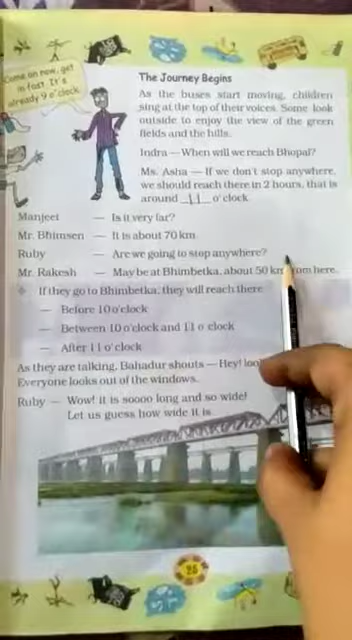 Come on now, get
in fast. It's
already 9 o'clock.
The Journey Begins
As the buses start moving, children
sing at the top of their voices. Some look
outside to enjoy the view of the green
fields and the hills.
Indra — When will we reach Bhopal?
Ms. Asha — If we don't stop anywhere,
we should reach there in 2 hours, that is
around 11 o' clock.
Manjeet — Is it very far?
Mr. Bhimsen — It is about 70 km.
Ruby — Are we going to stop anywhere?
Mr. Rakesh — May be at Bhimbetka, about 50 km from here.
If they go to Bhimbetka, they will reach there
— Before 10 o'clock
— Between 10 o'clock and 11 o' clock
— After 11 o' clock
As they are talking, Bahadur shouts — Hey! loo
Everyone looks out of the windows.
Ruby — Wow! it is soooo long and so wide!
Let us guess how wide it is.